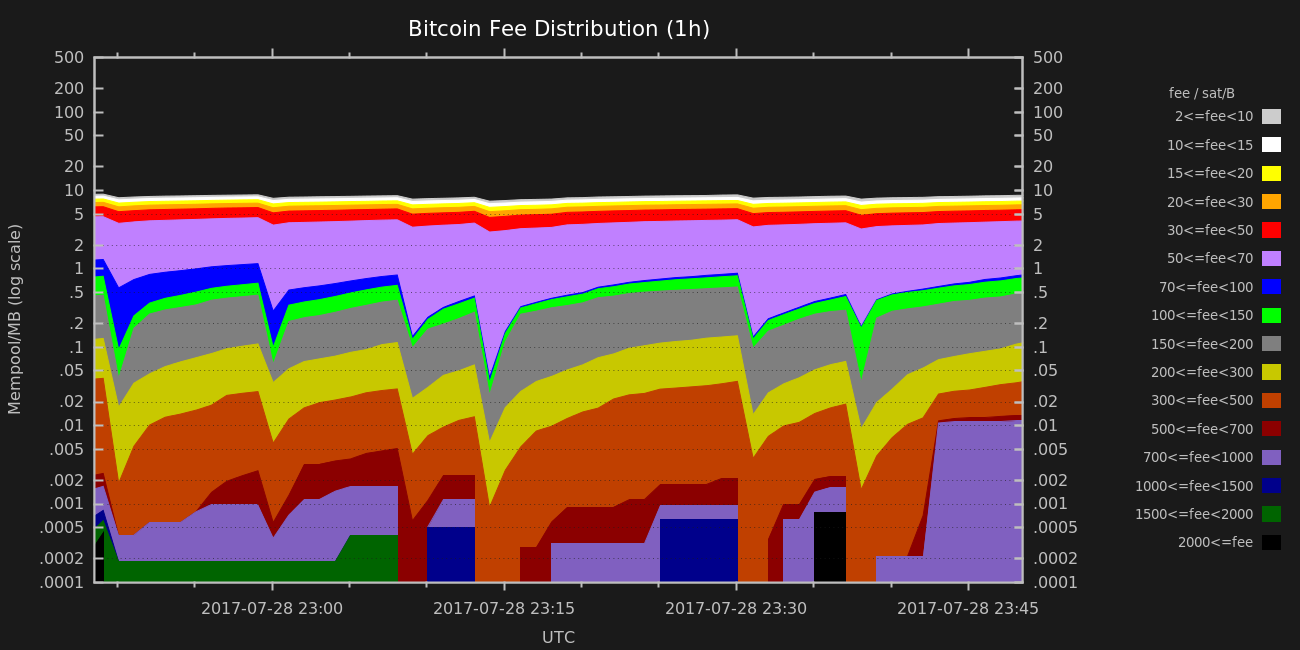 Bitcoin Fee Distribution (1h)
500 500
200 200
100 100
50 50
20 20
10 10
5 5
2 2
1 1
.5 .5
.2 .2
.1 .1
.05 .05
.02 .02
.01 .01
.005 .005
.002 .002
.001 .001
.0005 .0005
.0002 .0002
.0001 .0001
Mempool/MB (log scale)
2017-07-28 23:00 2017-07-28 23:15 2017-07-28 23:30 2017-07-28 23:45
UTC
fee / sat/B
2<=fee<10
10<=fee<15
15<=fee<20
20<=fee<30
30<=fee<50
50<=fee<70
70<=fee<100
100<=fee<150
150<=fee<200
200<=fee<300
300<=fee<500
500<=fee<700
700<=fee<1000
1000<=fee<1500
1500<=fee<2000
2000<=fee